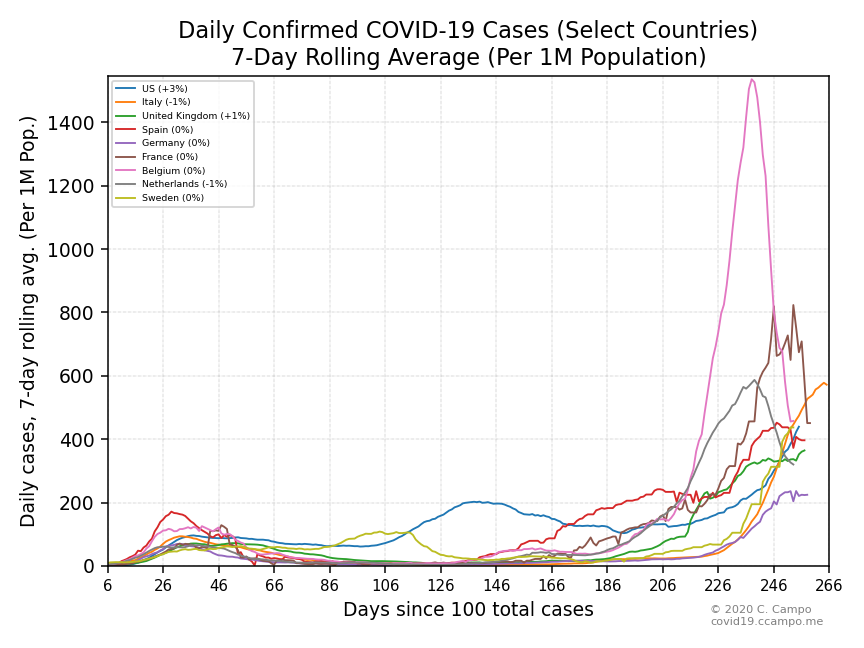 Daily Confirmed COVID-19 Cases (Select Countries)
7-Day Rolling Average (Per 1M Population)
US (+3%)
Italy (-1%)
United Kingdom (+1%)
Spain (0%)
Germany (0%)
France (0%)
Belgium (0%)
Netherlands (-1%)
Sweden (0%)
Daily cases, 7-day rolling avg. (Per 1M Pop.)
1400
1200
1000
800
600
400
200
0
6 26 46 66 86 106 126 146 166 186 206 226 246 266
Days since 100 total cases
© 2020 C. Campo
covid19.ccampo.me